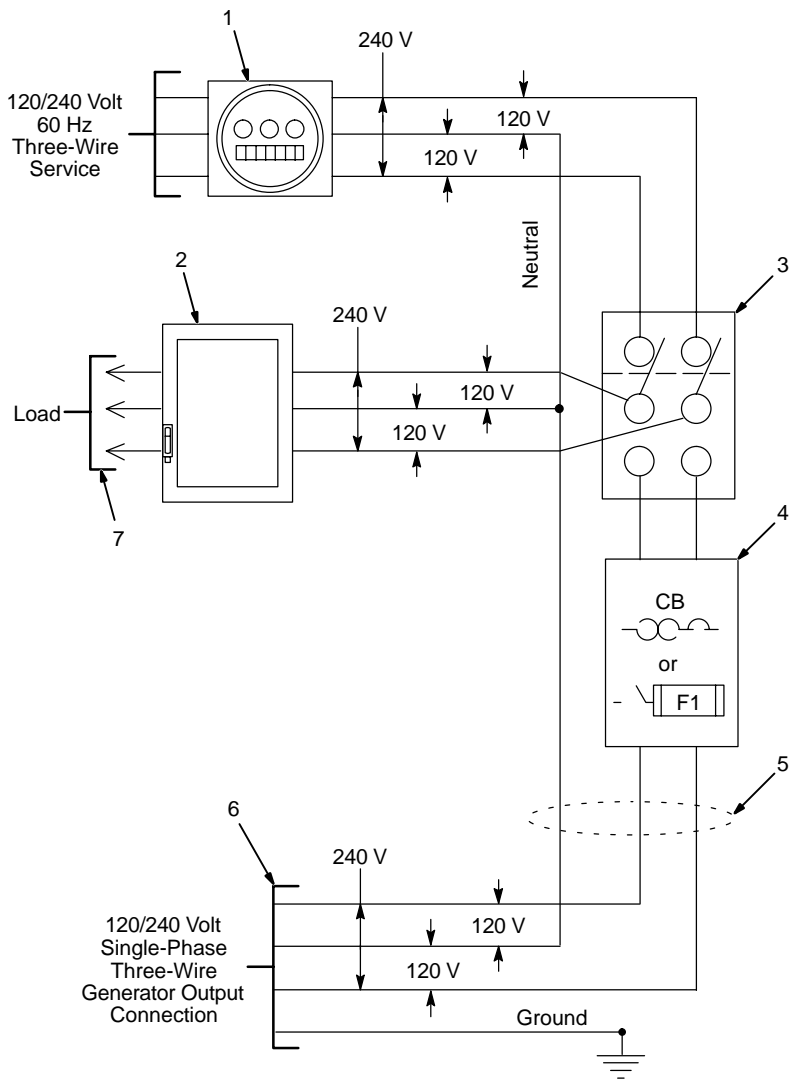 1
240 V
120/240 Volt
60 Hz
Three-Wire
Service
120 V
120 V
Neutral
2
3
240 V
120 V
120 V
Load
7
4
CB
or
F1
5
6
240 V
120/240 Volt
Single-Phase
Three-Wire
Generator Output
Connection
120 V
120 V
Ground